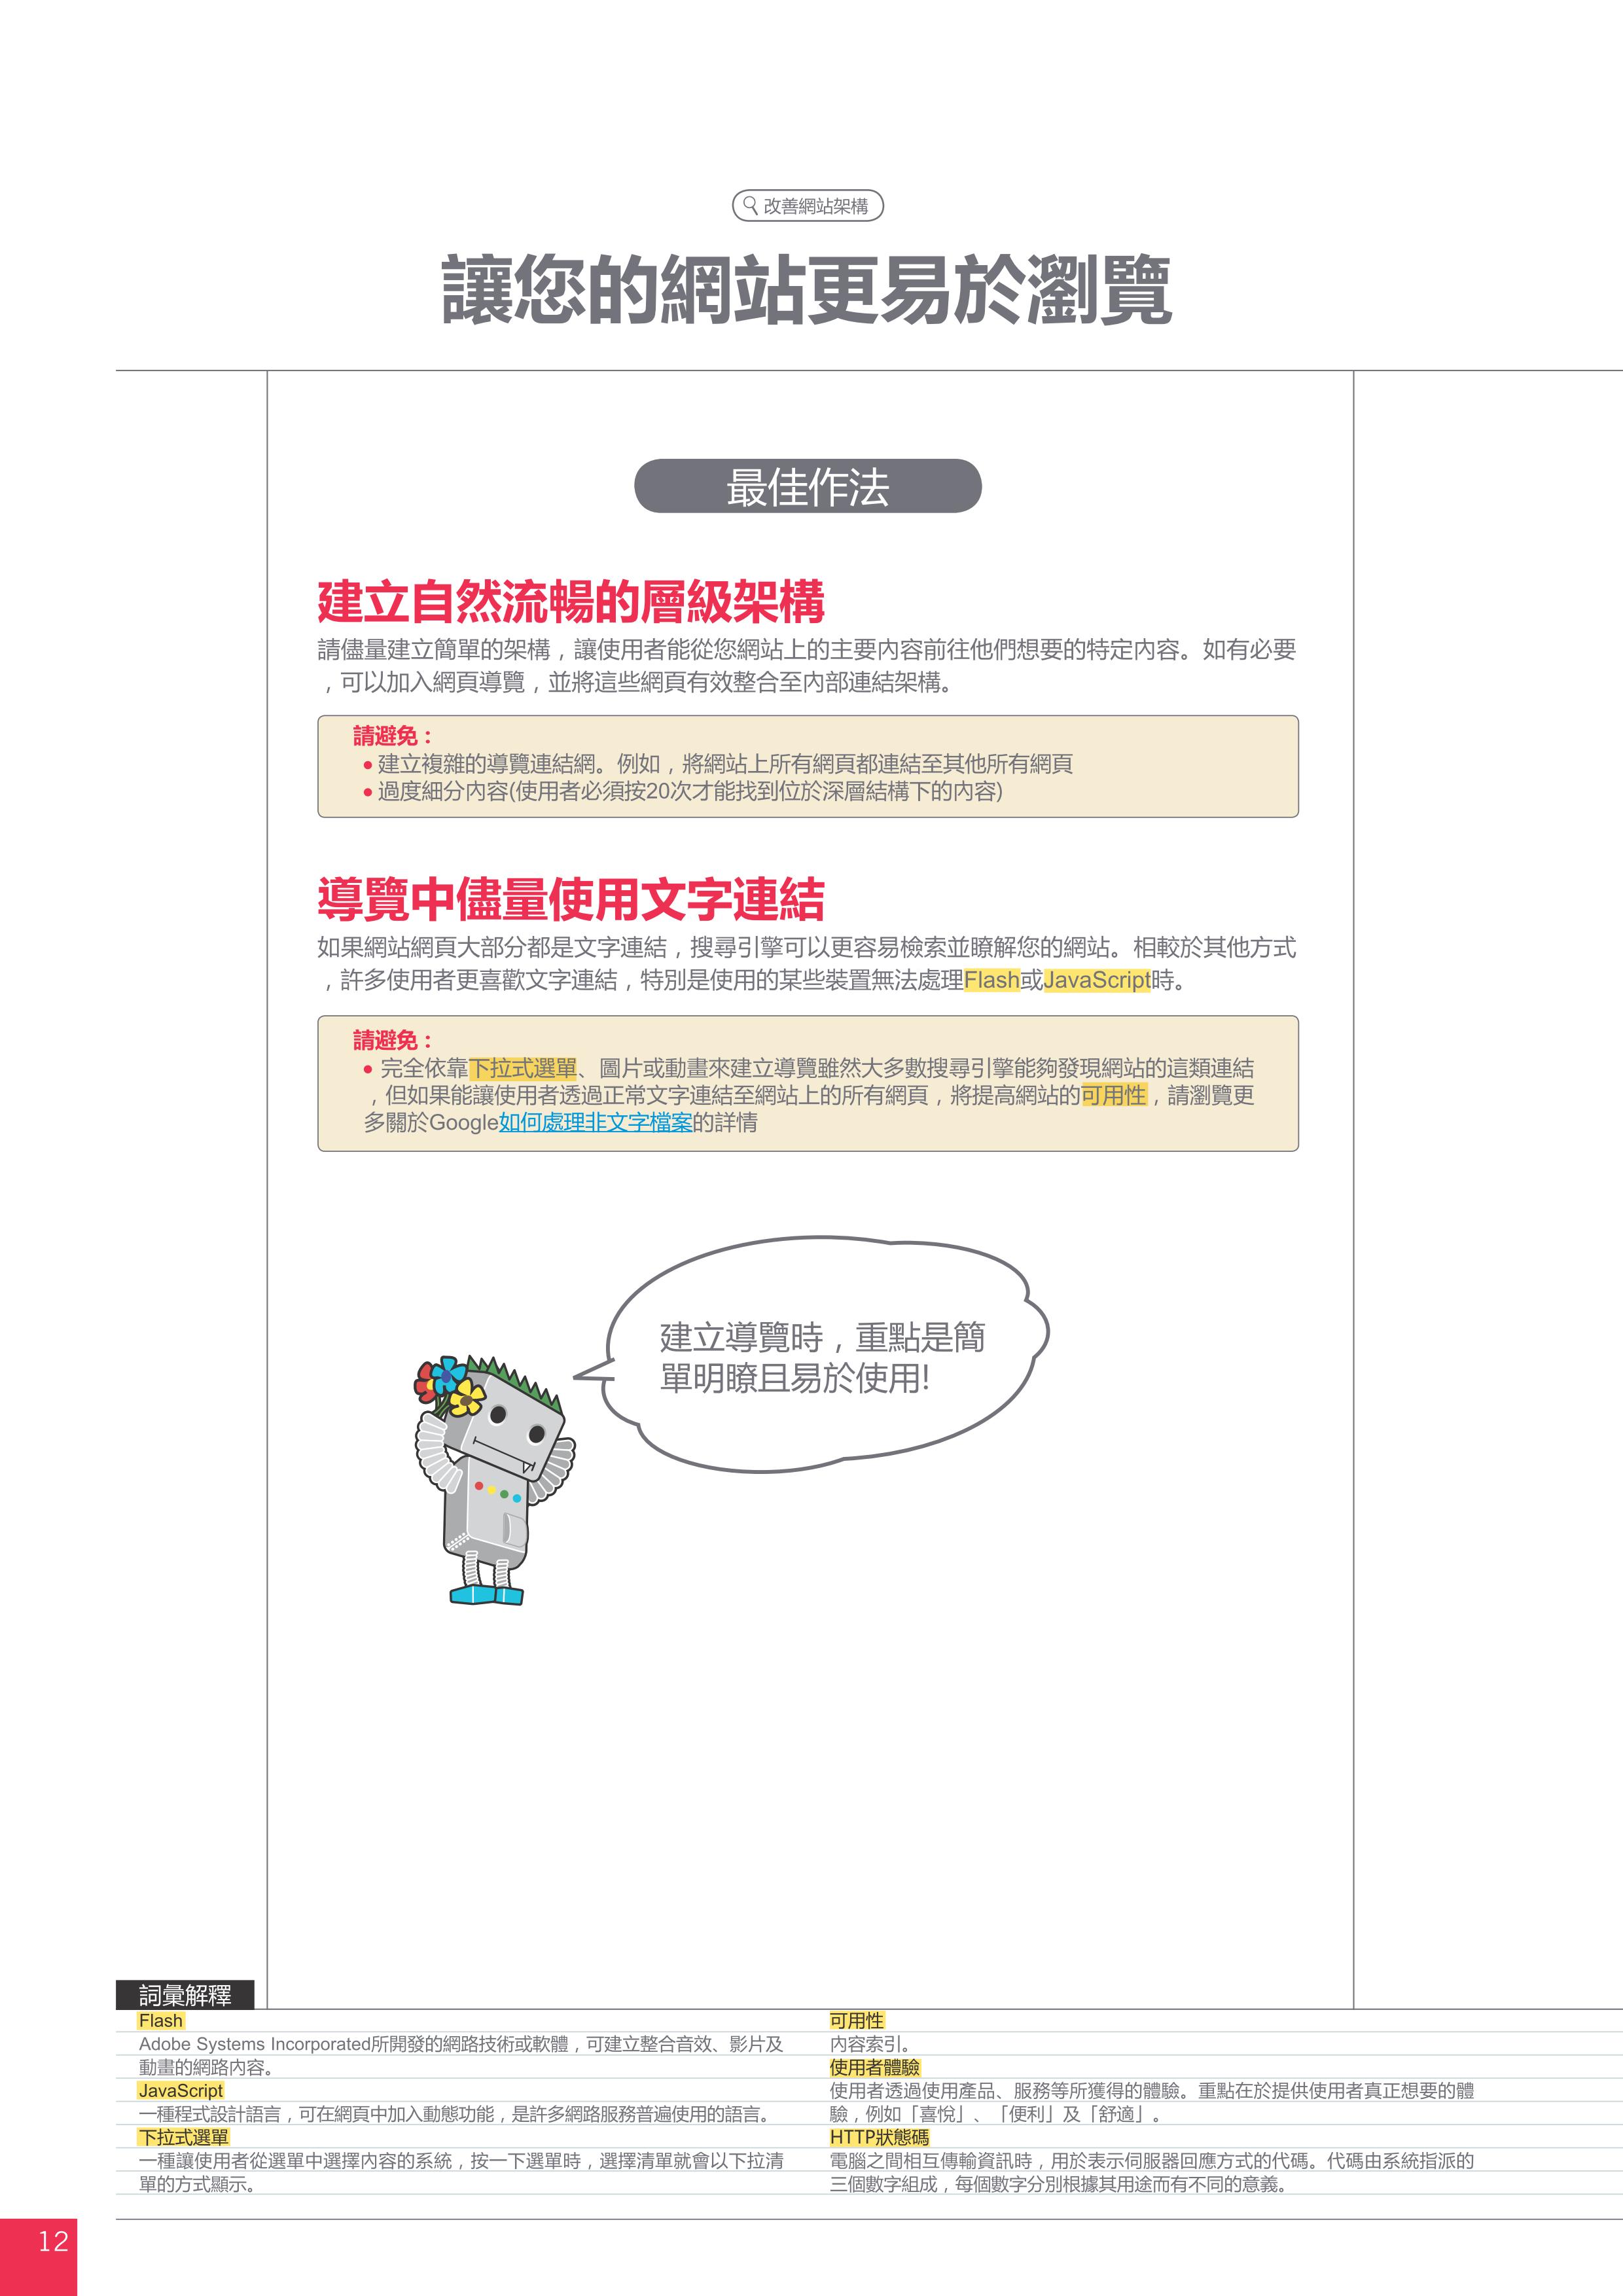 改善網站架構
讓您的網站更易於瀏覽
最佳作法
建立自然流暢的層級架構
請儘量建立簡單的架構，讓使用者能從您網站上的主要內容前往他們想要的特定內容。如有必要
，可以加入網頁導覽，並將這些網頁有效整合至內部連結架構。
請避免：
• 建立複雜的導覽連結網。例如，將網站上所有網頁都連結至其他所有網頁
• 過度細分內容(使用者必須按20次才能找到位於深層結構下的內容)
導覽中儘量使用文字連結
如果網站網頁大部分都是文字連結，搜尋引擎可以更容易檢索並瞭解您的網站。相較於其他方式
，許多使用者更喜歡文字連結，特別是使用的某些裝置無法處理Flash或JavaScript時。
請避免：
• 完全依靠下拉式選單、圖片或動畫來建立導覽雖然大多數搜尋引擎能夠發現網站的這類連結
，但如果能讓使用者透過正常文字連結至網站上的所有網頁，將提高網站的可用性，請瀏覽更
多關於Google如何處理非文字檔案的詳情
建立導覽時，重點是簡
單明瞭且易於使用!
詞彙解釋
Flash
Adobe Systems Incorporated所開發的網路技術或軟體，可建立整合音效、影片及
動畫的網路內容。
JavaScript
一種程式設計語言，可在網頁中加入動態功能，是許多網路服務普遍使用的語言。
下拉式選單
一種讓使用者從選單中選擇內容的系統，按一下選單時，選擇清單就會以下拉清
單的方式顯示。
可用性
內容索引。
使用者體驗
使用者透過使用產品、服務等所獲得的體驗。重點在於提供使用者真正想要的體
驗，例如「喜悅」、「便利」及「舒適」。
HTTP狀態碼
電腦之間相互傳輸資訊時，用於表示伺服器回應方式的代碼。代碼由系統指派的
三個數字組成，每個數字分別根據其用途而有不同的意義。
12